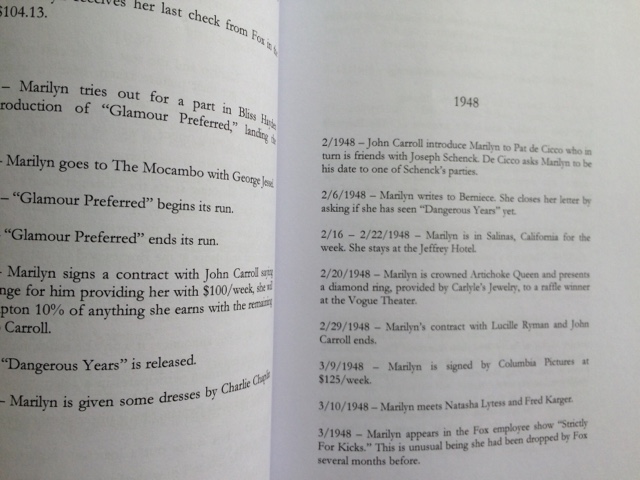 her last check from Fox in
$104.13.
– Marilyn tries out for a part in Bliss
roduction of “Glamour Preferred,” landing
- Marilyn goes to The Mocambo with George Jessel
– “Glamour Preferred” begins its run.
“Glamour Preferred” ends its run.
- Marilyn signs a contract with John Carroll saying
nge for him providing her with $100/week, she
pton 10% of anything she earns with the remaining
Carroll.
“Dangerous Years” is released.
- Marilyn is given some dresses by Charlie Chaplin
1948
2/1948 – John Carroll introduce Marilyn to Pat de Cicco who in
turn is friends with Joseph Schenck. De Cicco asks Marilyn to be
his date to one of Schenck’s parties.
2/6/1948 – Marilyn writes to Berniece. She closes her letter by
asking if she has seen “Dangerous Years” yet.
2/16 – 2/22/1948 – Marilyn is in Salinas, California for the
week. She stays at the Jeffrey Hotel.
2/20/1948 – Marilyn is crowned Artichoke Queen and presents
a diamond ring, provided by Carlyle’s Jewelry, to a raffle winner
at the Vogue Theater.
2/29/1948 – Marilyn’s contract with Lucille Ryman and John
Carroll ends.
3/9/1948 – Marilyn is signed by Columbia Pictures at
$125/week.
3/10/1948 – Marilyn meets Natasha Lytess and Fred Karger.
3/1948 – Marilyn appears in the Fox employee show “Strictly
For Kicks.” This is unusual being she had been dropped by Fox
several months before.